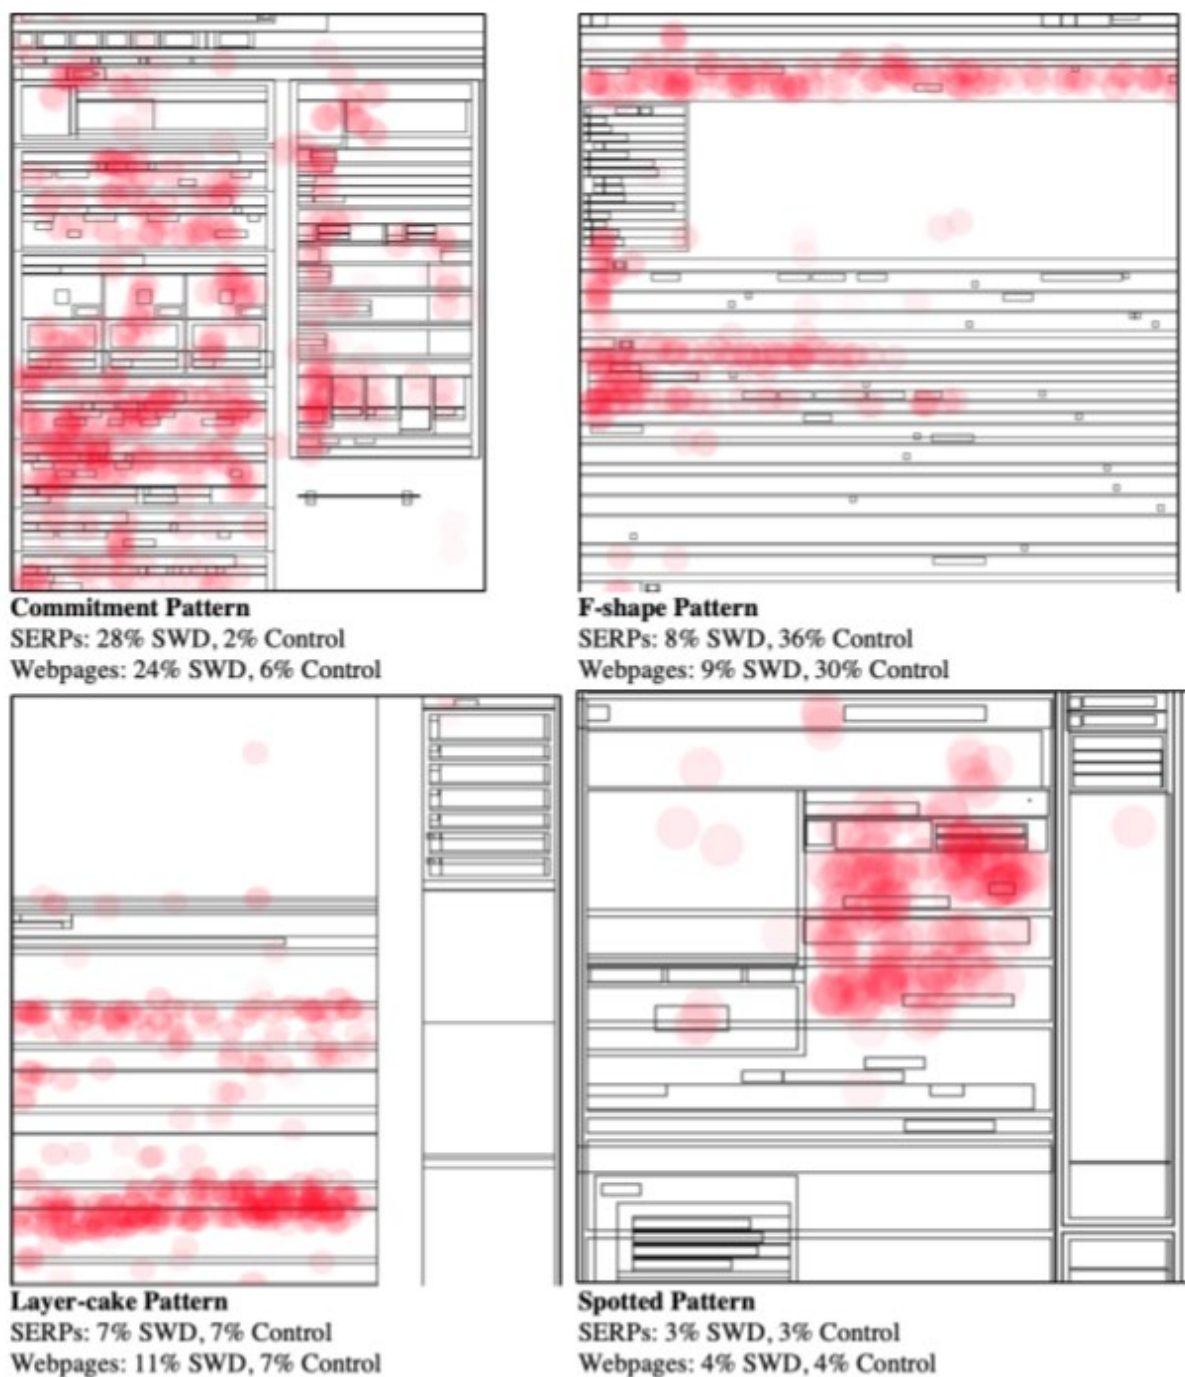 Commitment Pattern
SERPs: 28% SWD, 2% Control
Webpages: 24% SWD, 6% Control
F-shape Pattern
SERPs: 8% SWD, 36% Control
Webpages: 9% SWD, 30% Control
Layer-cake Pattern
SERPs: 7% SWD, 7% Control
Webpages: 11% SWD, 7% Control
Spotted Pattern
SERPs: 3% SWD, 3% Control
Webpages: 4% SWD, 4% Control